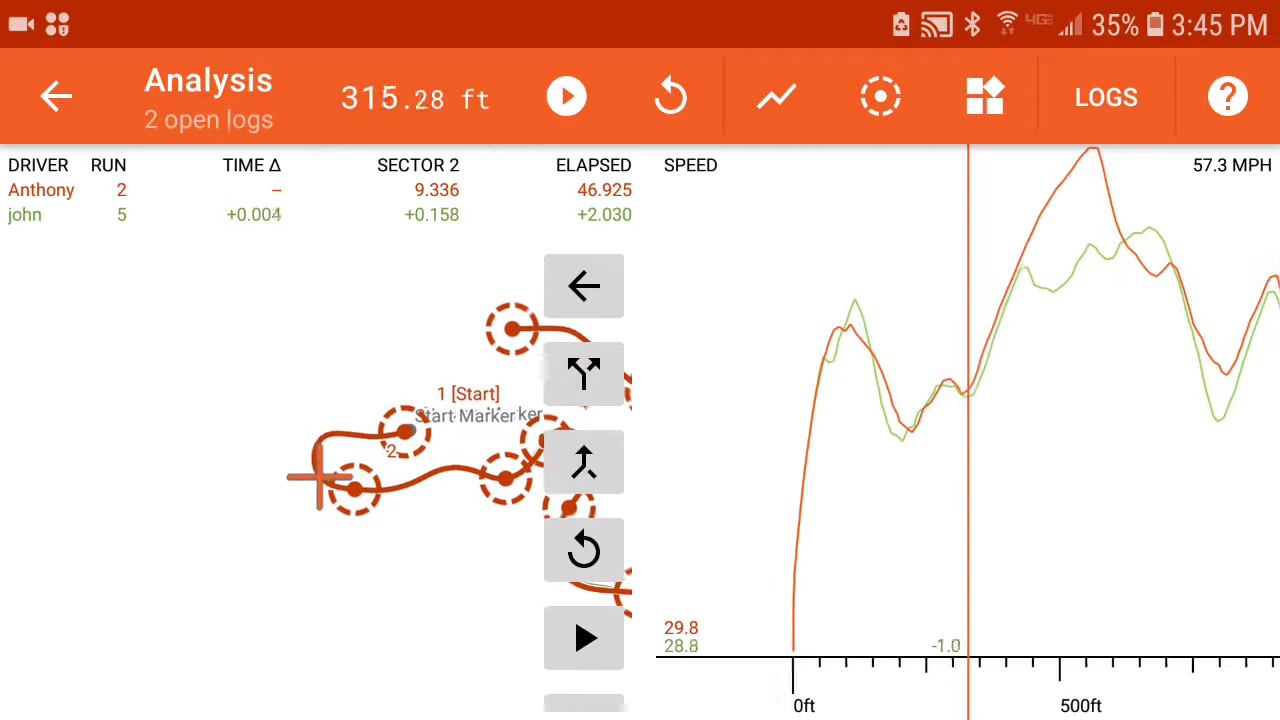 4GE 35% 3:45 PM
Analysis
2 open logs
315.28 ft
LOGS
DRIVER RUN TIME Δ SECTOR 2 ELAPSED
Anthony 2 – 9.336 46.925
john 5 +0.004 +0.158 +2.030
SPEED 57.3 MPH
1 [Start]
Start Marker
2
29.8
28.8 -1.0
0ft 500ft